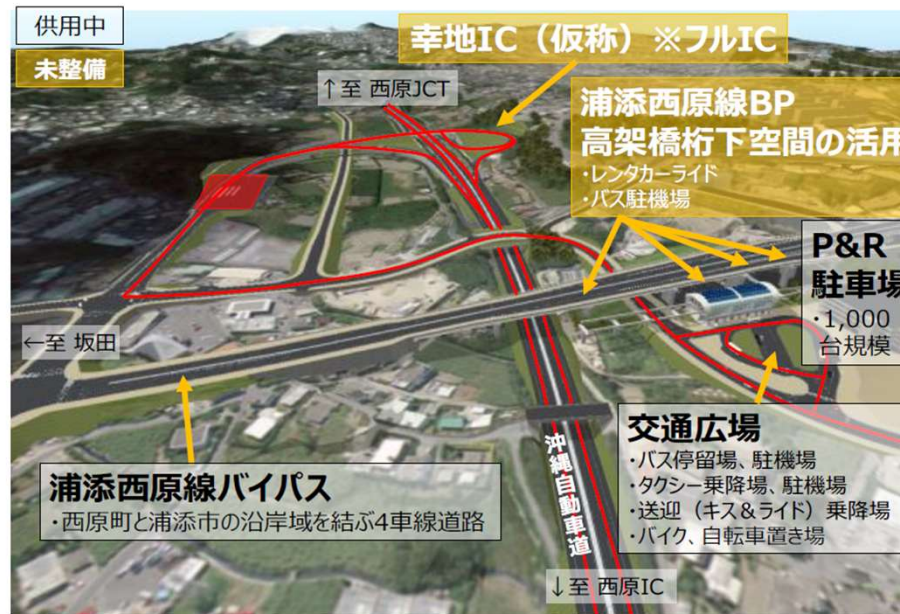 供用中
未整備
幸地IC（仮称）※フルIC
↑至 西原JCT
浦添西原線BP
高架橋桁下空間の活用
・レンタカーライド
・バス駐機場
P&R
駐車場
・1,000
台規模
←至 坂田
交通広場
・バス停留場、駐機場
・タクシー乗降場、駐機場
・送迎（キス&ライド）乗降場
・バイク、自転車置き場
浦添西原線バイパス
・西原町と浦添市の沿岸域を結ぶ4車線道路
沖縄自動車道
↓至 西原IC